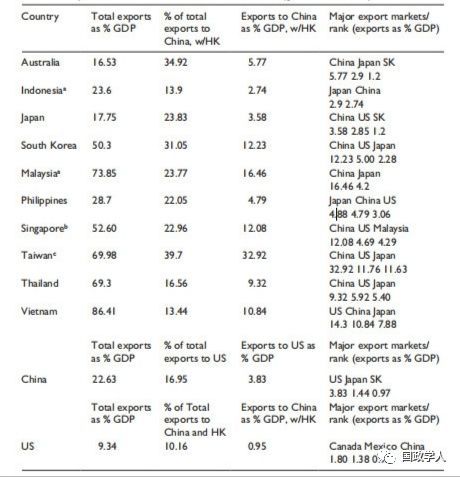 Country Total exports as % GDP % of total exports to China, w/HK Exports to China as % GDP, w/HK Major export markets/ rank (exports as % GDP)
Australia 16.53 34.92 5.77 China Japan SK
5.77 2.9 1.2
Indonesiaᵃ 23.6 13.9 2.74 Japan China
2.9 2.74
Japan 17.75 23.83 3.58 China US SK
3.58 2.85 1.2
South Korea 50.3 31.05 12.23 China US Japan
12.23 5.00 2.28
Malaysiaᵃ 73.85 23.77 16.46 China Japan
16.46 4.2
Philippines 28.7 22.05 4.79 Japan China US
4.88 4.79 3.06
Singaporeᵇ 52.60 22.96 12.08 China US Malaysia
12.08 4.69 4.29
Taiwanᶜ 69.98 39.7 32.92 China US Japan
32.92 11.76 11.63
Thailand 69.3 16.56 9.32 China US Japan
9.32 5.92 5.40
Vietnam 86.41 13.44 10.84 US China Japan
14.3 10.84 7.88
Total exports as % GDP % of total exports to US Exports to US as % GDP Major export markets/ rank (exports as % GDP)
China 22.63 16.95 3.83 US Japan SK
3.83 1.44 0.97
Total exports as % GDP % of Total exports to China and HK Exports to China as % GDP, w/HK Major export markets/ rank (exports as % GDP)
US 9.34 10.16 0.95 Canada Mexico China
1.80 1.38
国政学人